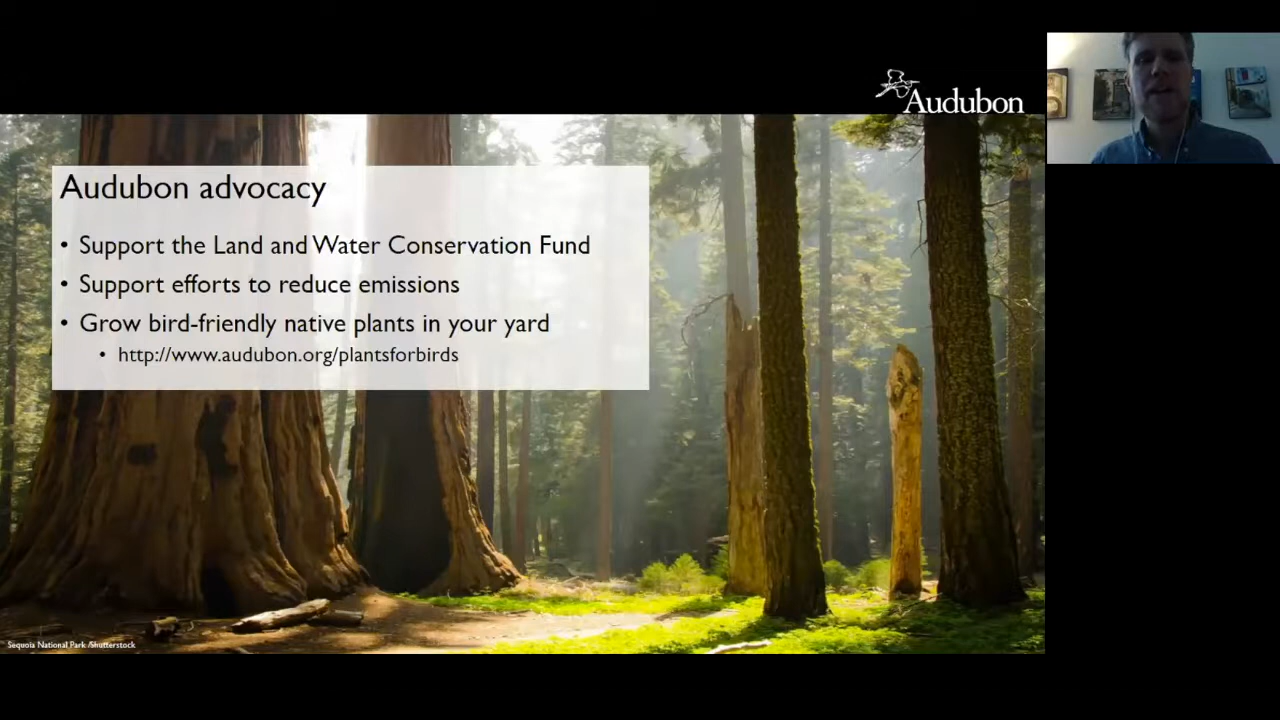 Audubon
Audubon advocacy
• Support the Land and Water Conservation Fund
• Support efforts to reduce emissions
• Grow bird-friendly native plants in your yard
• http://www.audubon.org/plantsforbirds
Sequoia National Park /Shutterstock